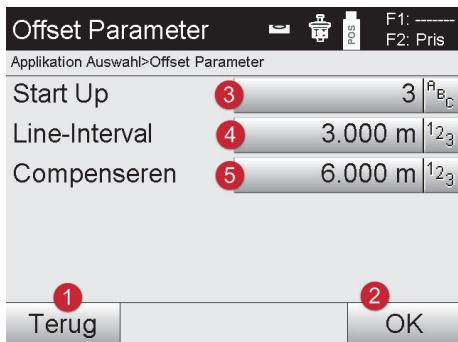 Offset Parameter
POS
F1: -------
F2: Pris
Applikation Auswahl>Offset Parameter
Start Up 3 3 ABC
Line-Interval 4 3.000 m 123
Compenseren 5 6.000 m 123
1 2
Terug OK